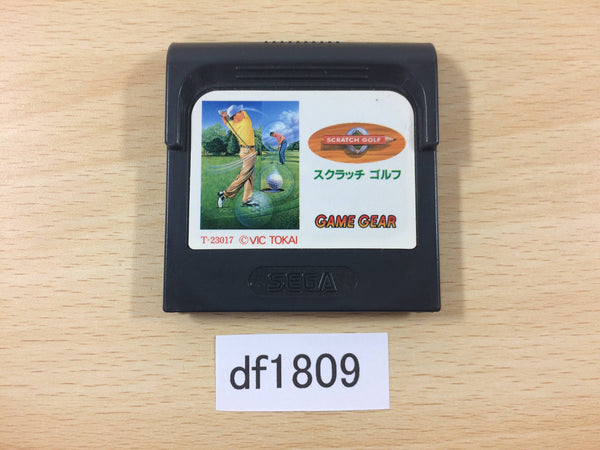 SCRATCH GOLF
スクラッチ ゴルフ
GAME GEAR
T-23017 ©VIC TOKAI
SEGA
df1809